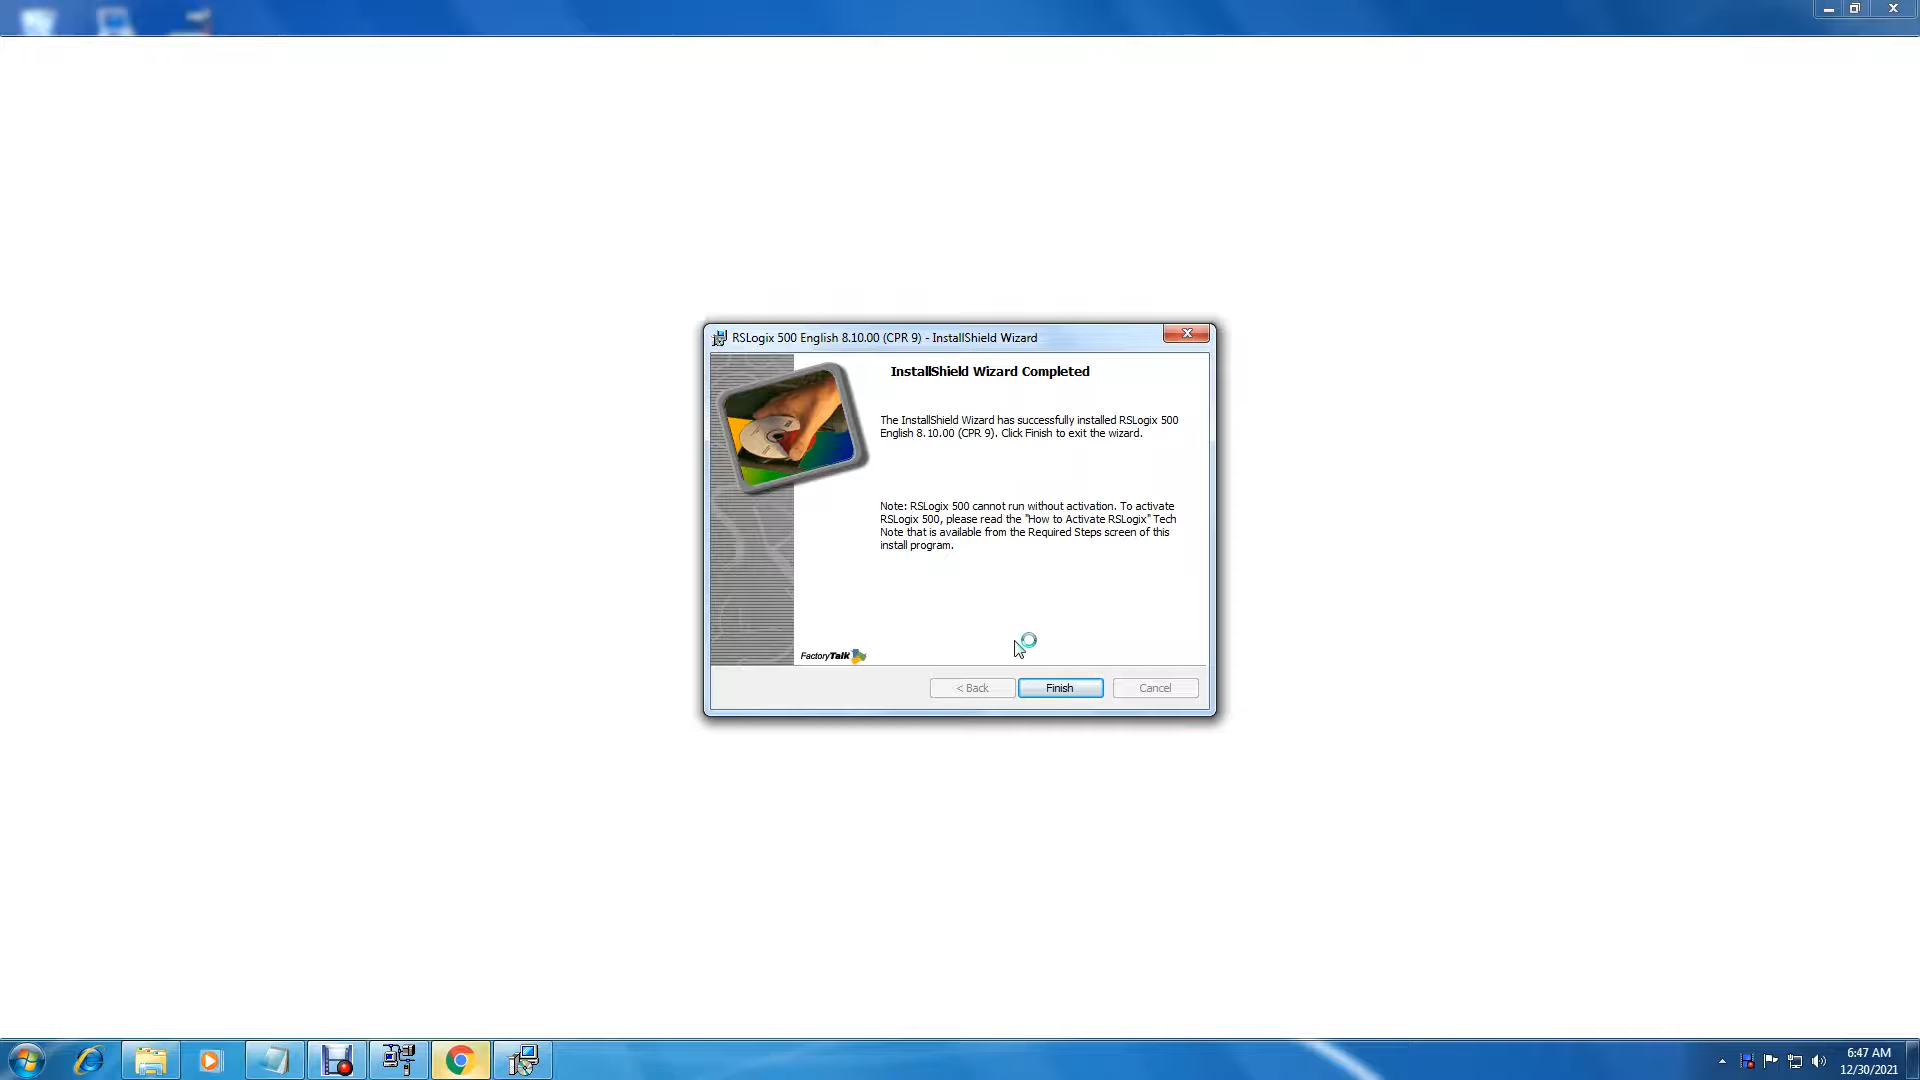 RSLogix 500 English 8.10.00 (CPR 9) - InstallShield Wizard
InstallShield Wizard Completed
The InstallShield Wizard has successfully installed RSLogix 500
English 8.10.00 (CPR 9). Click Finish to exit the wizard.
Note: RSLogix 500 cannot run without activation. To activate
RSLogix 500, please read the "How to Activate RSLogix" Tech
Note that is available from the Required Steps screen of this
install program.
FactoryTalk
< Back
Finish
Cancel
6:47 AM
12/30/2021